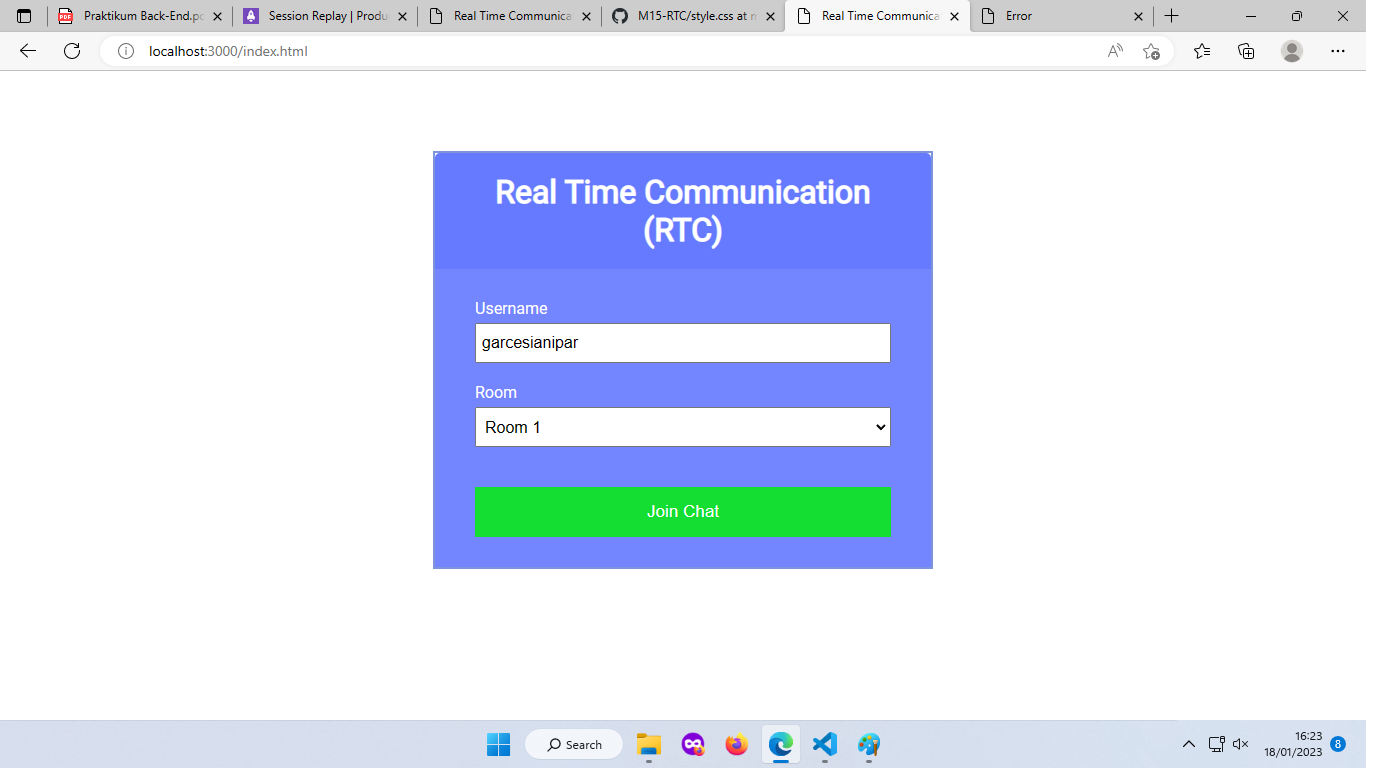 Praktikum Back-End.pd
Session Replay | Produ
Real Time Communica
M15-RTC/style.css at
Real Time Communica
Error
localhost:3000/index.html
Real Time Communication
(RTC)
Username
garcesianipar
Room
Room 1
Join Chat
Search
16:23
18/01/2023
8